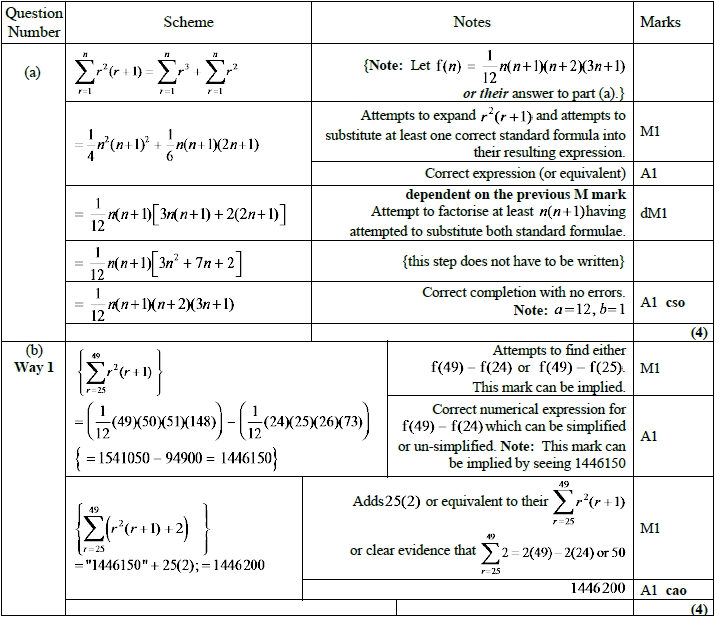 Question Number | Scheme | Notes | Marks
(a) | $\sum_{r=1}^{n} r^2(r+1) = \sum_{r=1}^{n} r^3 + \sum_{r=1}^{n} r^2$ | {Note: Let $f(n) = \frac{1}{12}n(n+1)(n+2)(3n+1)$
or their answer to part (a).}
$= \frac{1}{4}n^2(n+1)^2 + \frac{1}{6}n(n+1)(2n+1)$ | Attempts to expand $r^2(r+1)$ and attempts to
substitute at least one correct standard formula into
their resulting expression. | M1
Correct expression (or equivalent) | A1
$= \frac{1}{12}n(n+1)\left[3n(n+1) + 2(2n+1)\right]$ | dependent on the previous M mark
Attempt to factorise at least $n(n+1)$ having
attempted to substitute both standard formulae. | dM1
$= \frac{1}{12}n(n+1)\left[3n^2 + 7n + 2\right]$ | {this step does not have to be written}
$= \frac{1}{12}n(n+1)(n+2)(3n+1)$ | Correct completion with no errors.
Note: $a=12, b=1$ | A1 cso
(4)
(b)
Way 1 | $\left\{\sum_{r=25}^{49} r^2(r+1)\right\}$ | Attempts to find either
$f(49) - f(24)$ or $f(49) - f(25)$.
This mark can be implied. | M1
$= \left(\frac{1}{12}(49)(50)(51)(148)\right) - \left(\frac{1}{12}(24)(25)(26)(73)\right)$
$\{ = 1541050 - 94900 = 1446150\}$ | Correct numerical expression for
$f(49) - f(24)$ which can be simplified
or un-simplified. Note: This mark can
be implied by seeing 1446150 | A1
$\left\{\sum_{r=25}^{49}\left(r^2(r+1) + 2\right)\right\}$
="1446150" + 25(2); = 1446200 | Adds 25(2) or equivalent to their $\sum_{r=25}^{49} r^2(r+1)$
or clear evidence that $\sum_{r=25}^{49} 2 = 2(49) - 2(24)$ or 50 | M1
1446200 | A1 cao
(4)